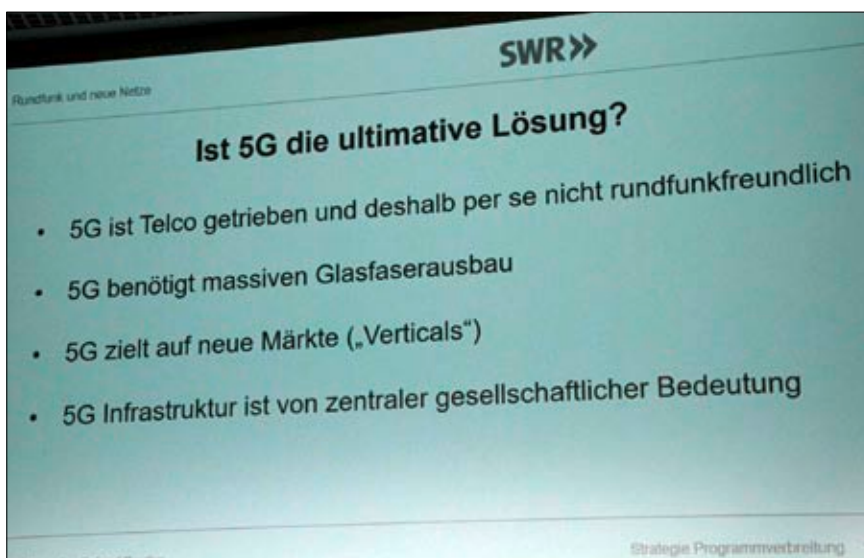 SWR»
Rundfunk und neue Netze
Ist 5G die ultimative Lösung?
• 5G ist Telco getrieben und deshalb per se nicht rundfunkfreundlich
• 5G benötigt massiven Glasfaserausbau
• 5G zielt auf neue Märkte („Verticals“)
• 5G Infrastruktur ist von zentraler gesellschaftlicher Bedeutung
Strategie Programmverbreitung